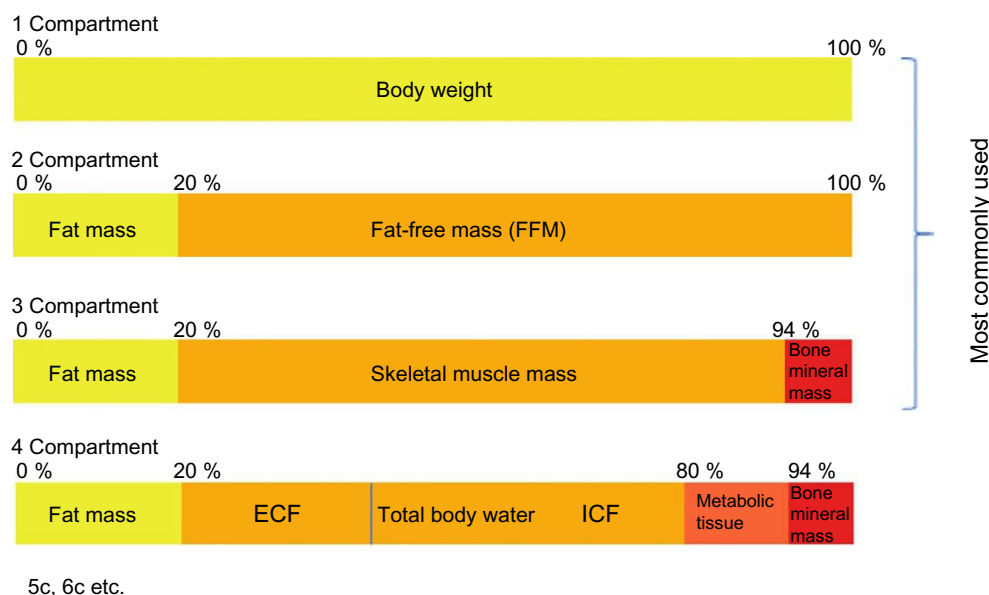 1 Compartment
0 % 100 %
Body weight
2 Compartment
0 % 20 % 100 %
Fat mass Fat-free mass (FFM)
3 Compartment
0 % 20 % 94 %
Fat mass Skeletal muscle mass
Bone
mineral
mass
4 Compartment
0 % 20 % 80 % 94 %
Fat mass ECF Total body water ICF
Metabolic
tissue
Bone
mineral
mass
5c, 6c etc.
Most commonly used